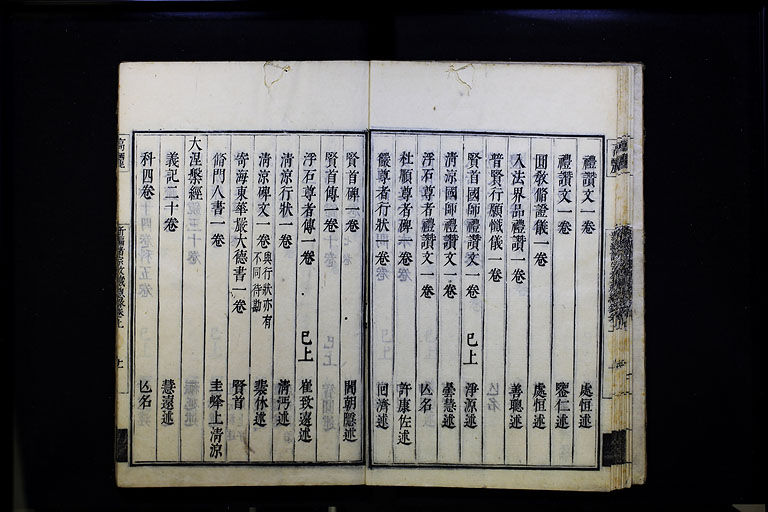 禮讚文一卷 處恒述
禮讚文一卷 鑒仁述
圓教脩證儀一卷 處恒述
入法界品禮讚一卷 善聰述
普賢行願懺儀一卷
賢首國師禮讚文一卷 已上 淨源述
清涼國師禮讚文一卷 曇慧述
浮石尊者禮讚文一卷 亾名
杜順尊者碑一卷 許康佐述
儼尊者行狀一卷 同濟述
賢首碑一卷 閻朝隱述
賢首傳一卷
浮石尊者傳一卷 已上 崔致遠述
清涼行狀一卷 清沔述
清涼碑文一卷 與行狀亦有不同待勘 裴休述
寄海東華嚴大德書一卷 賢首
脩門人書一卷 圭峰上清涼
大涅槃經
義記二十卷 慧遠述
科四卷 亾名